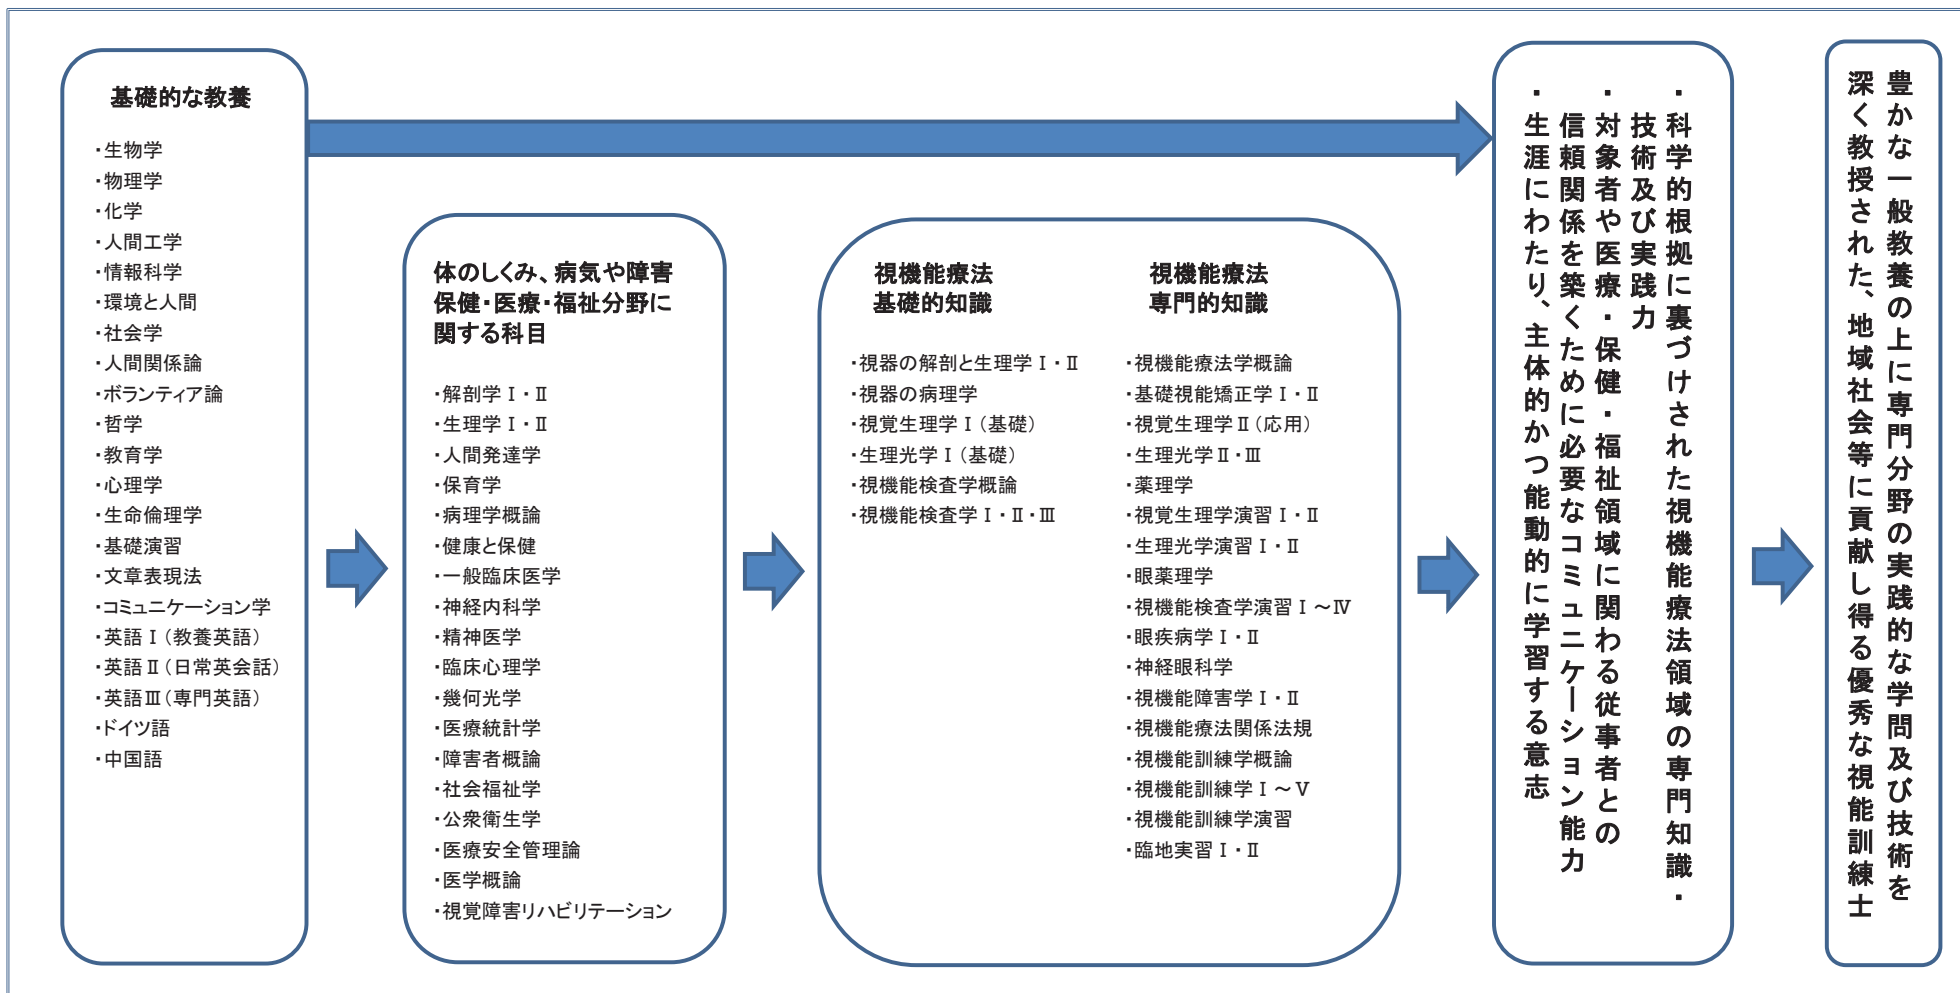 基礎的な教養
・生物学
・物理学
・化学
・人間工学
・情報科学
・環境と人間
・社会学
・人間関係論
・ボランティア論
・哲学
・教育学
・心理学
・生命倫理学
・基礎演習
・文章表現法
・コミュニケーション学
・英語Ⅰ（教養英語）
・英語Ⅱ（日常英会話）
・英語Ⅲ（専門英語）
・ドイツ語
・中国語
体のしくみ、病気や障害
保健・医療・福祉分野に
関する科目
・解剖学Ⅰ・Ⅱ
・生理学Ⅰ・Ⅱ
・人間発達学
・保育学
・病理学概論
・健康と保健
・一般臨床医学
・神経内科学
・精神医学
・臨床心理学
・幾何光学
・医療統計学
・障害者概論
・社会福祉学
・公衆衛生学
・医療安全管理論
・医学概論
・視覚障害リハビリテーション
視機能療法
基礎的知識
・視器の解剖と生理学Ⅰ・Ⅱ
・視器の病理学
・視覚生理学Ⅰ（基礎）
・生理光学Ⅰ（基礎）
・視機能検査学概論
・視機能検査学Ⅰ・Ⅱ・Ⅲ
視機能療法
専門的知識
・視機能療法学概論
・基礎視能矯正学Ⅰ・Ⅱ
・視覚生理学Ⅱ（応用）
・生理光学Ⅱ・Ⅲ
・薬理学
・視覚生理学演習Ⅰ・Ⅱ
・生理光学演習Ⅰ・Ⅱ
・眼薬理学
・視機能検査学演習Ⅰ～Ⅳ
・眼疾病学Ⅰ・Ⅱ
・神経眼科学
・視機能障害学Ⅰ・Ⅱ
・視機能療法関係法規
・視機能訓練学概論
・視機能訓練学Ⅰ～Ⅴ
・視機能訓練学演習
・臨地実習Ⅰ・Ⅱ
・科学的根拠に裏づけされた視機能療法領域の専門知識・
技術及び実践力
・対象者や医療・保健・福祉領域に関わる従事者との
信頼関係を築くために必要なコミュニケーション能力
・生涯にわたり、主体的かつ能動的に学習する意志
豊かな一般教養の上に専門分野の実践的な学問及び技術を
深く教授された、地域社会等に貢献し得る優秀な視能訓練士